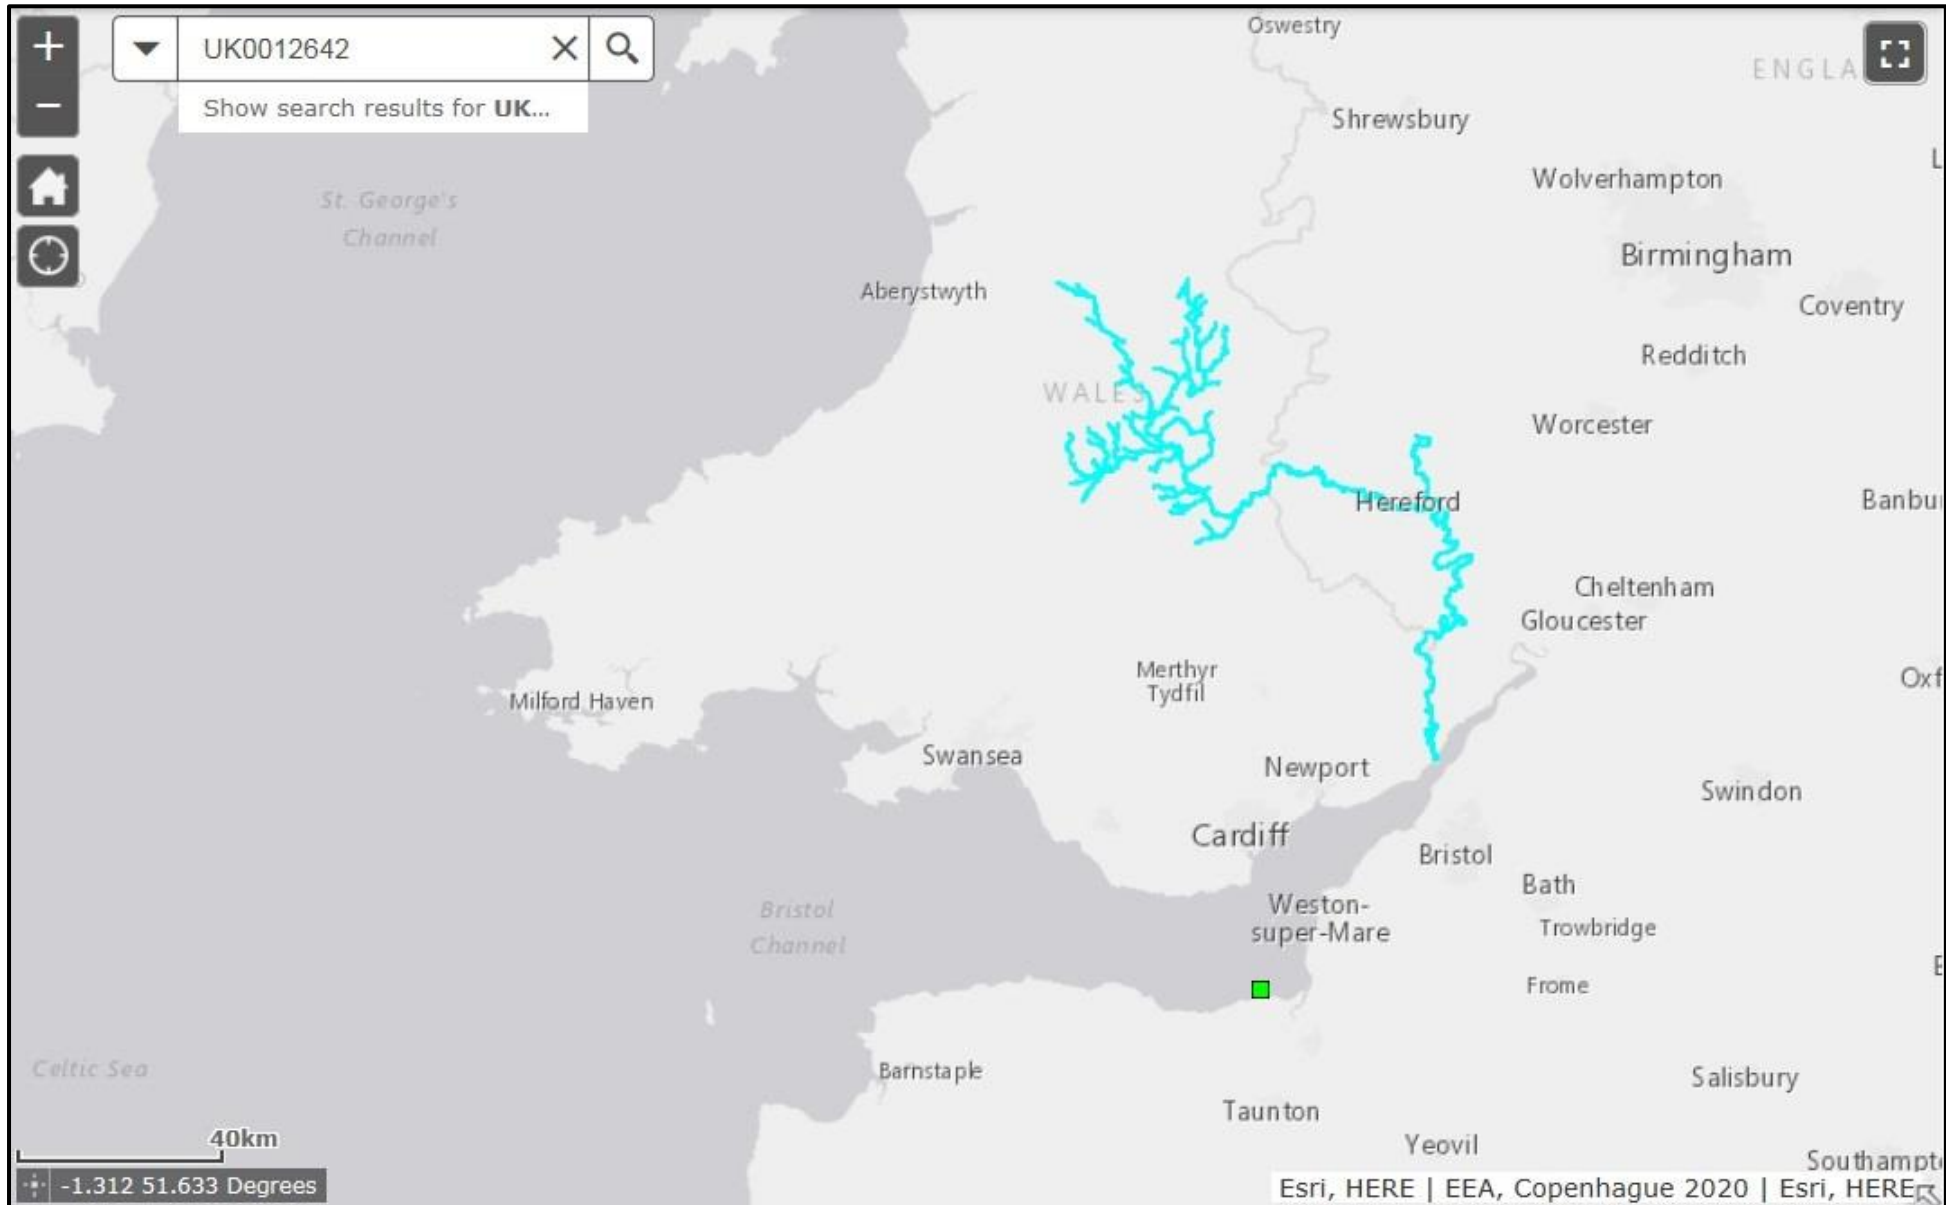 +
UK0012642
Show search results for UK...
−
Oswestry
ENGLA
Shrewsbury
L
Wolverhampton
St. George's
Channel
Birmingham
Aberystwyth
Coventry
Redditch
WALES
Worcester
Hereford
Banbu
Cheltenham
Gloucester
Merthyr
Tydfil
Oxf
Milford Haven
Swansea
Newport
Swindon
Cardiff
Bristol
Bath
Bristol
Channel
Weston-
super-Mare
Trowbridge
Frome
Celtic Sea
Barnstaple
Salisbury
Taunton
40km
Yeovil
Southampt
-1.312 51.633 Degrees
Esri, HERE | EEA, Copenhague 2020 | Esri, HERE